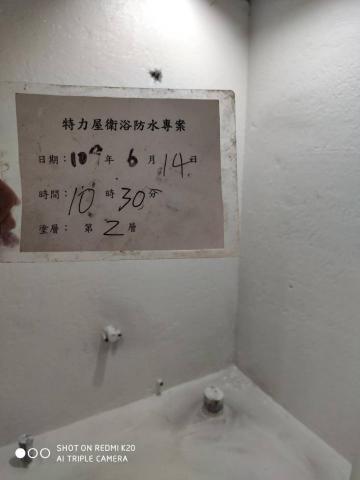 特力屋衛浴防水專案
日期：109年6月14日
時間：10時30分
塗層：第2層
SHOT ON REDMI K20
AI TRIPLE CAMERA